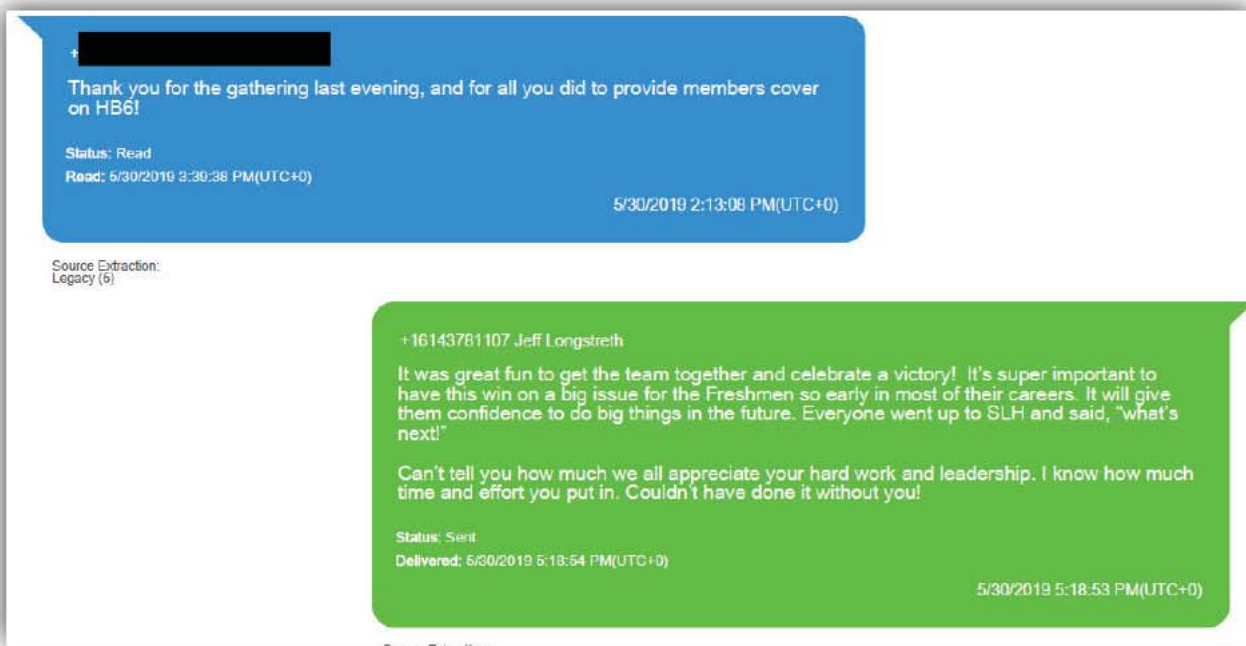 +
Thank you for the gathering last evening, and for all you did to provide members cover
on HB6!
Status: Read
Read: 5/30/2019 3:39:38 PM(UTC+0)
5/30/2019 2:13:08 PM(UTC+0)
Source Extraction:
Legacy (5)
+16143781107 Jeff Longstreth
It was great fun to get the team together and celebrate a victory!  It's super important to
have this win on a big issue for the Freshmen so early in most of their careers. It will give
them confidence to do big things in the future. Everyone went up to SLH and said, "what's
next!"
Can't tell you how much we all appreciate your hard work and leadership. I know how much
time and effort you put in. Couldn't have done it without you!
Status: Sent
Delivered: 5/30/2019 5:18:54 PM(UTC+0)
5/30/2019 5:18:53 PM(UTC+0)